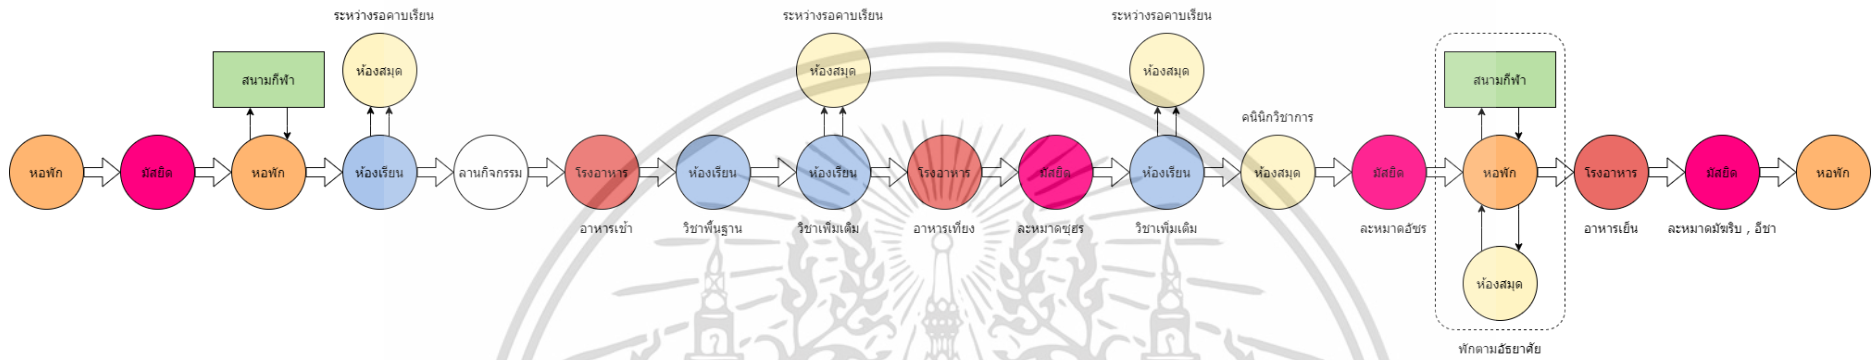 ระหว่างรอคาบเรียน
ระหว่างรอคาบเรียน
ระหว่างรอคาบเรียน
สนามกีฬา
ห้องสมุด
ห้องสมุด
ห้องสมุด
สนามกีฬา
คนินิกวิชาการ
หอพัก
มัสยิด
หอพัก
ห้องเรียน
ลานกิจกรรม
โรงอาหาร
ห้องเรียน
ห้องเรียน
โรงอาหาร
มัสยิด
ห้องเรียน
ห้องสมุด
มัสยิด
หอพัก
โรงอาหาร
มัสยิด
หอพัก
อาหารเช้า
วิชาพื้นฐาน
วิชาเพิ่มเติม
อาหารเที่ยง
ละหมาดซุฮร
วิชาเพิ่มเติม
ละหมาดอัซร
อาหารเย็น
ละหมาดมัฆริบ , อีชา
ห้องสมุด
พักตามอัธยาศัย